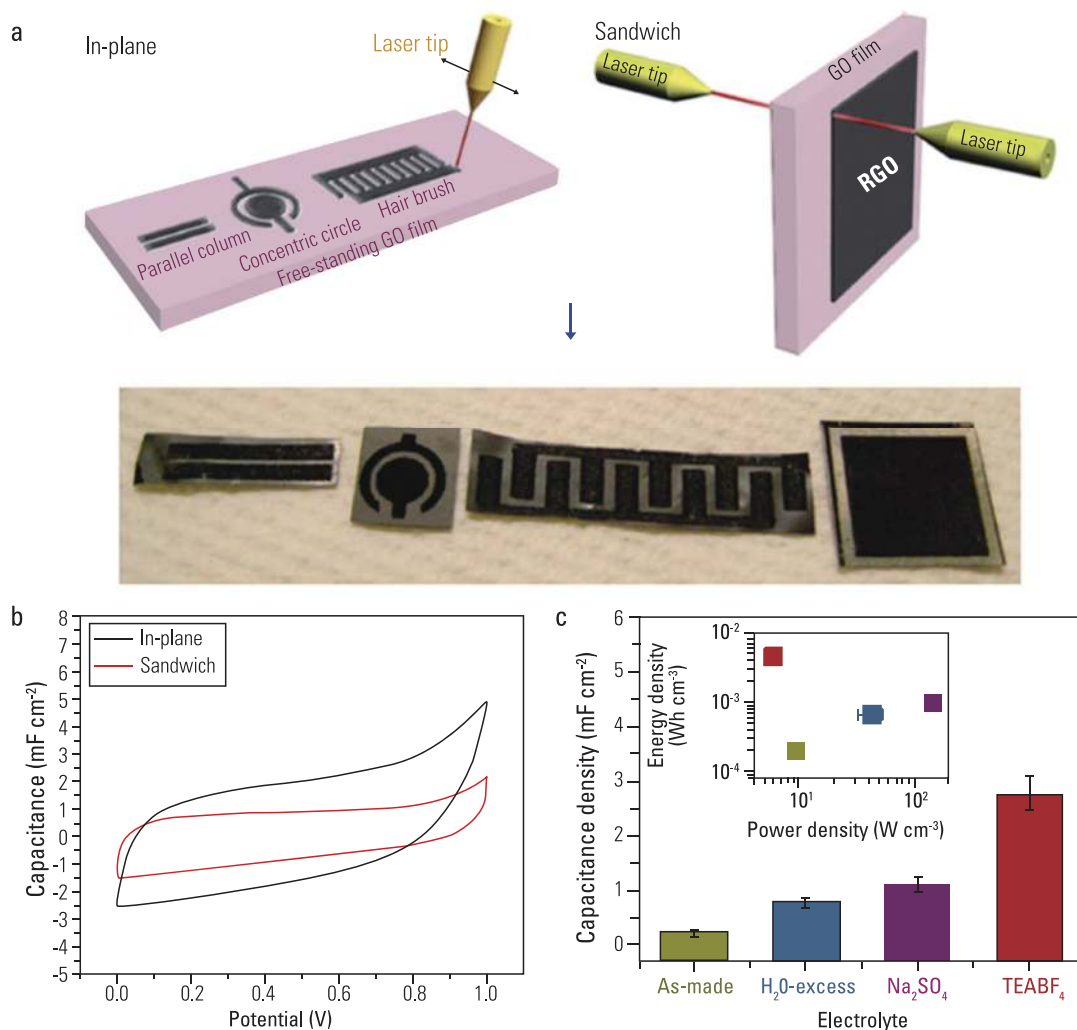 a
In-plane
Laser tip
Parallel column
Concentric circle
Hair brush
Free-standing GO film
Sandwich
Laser tip
GO film
RGO
Laser tip
b
8
7
6
5
4
3
2
1
0
-1
-2
-3
-4
-5
Capacitance (mF cm⁻²)
In-plane
Sandwich
0.0 0.2 0.4 0.6 0.8 1.0
Potential (V)
c
6
5
4
3
2
1
0
Capacitance density (mF cm⁻²)
Energy density
(Wh cm⁻³)
10⁻²
10⁻³
10⁻⁴
10¹ 10²
Power density (W cm⁻³)
As-made H₂0-excess Na₂SO₄ TEABF₄
Electrolyte